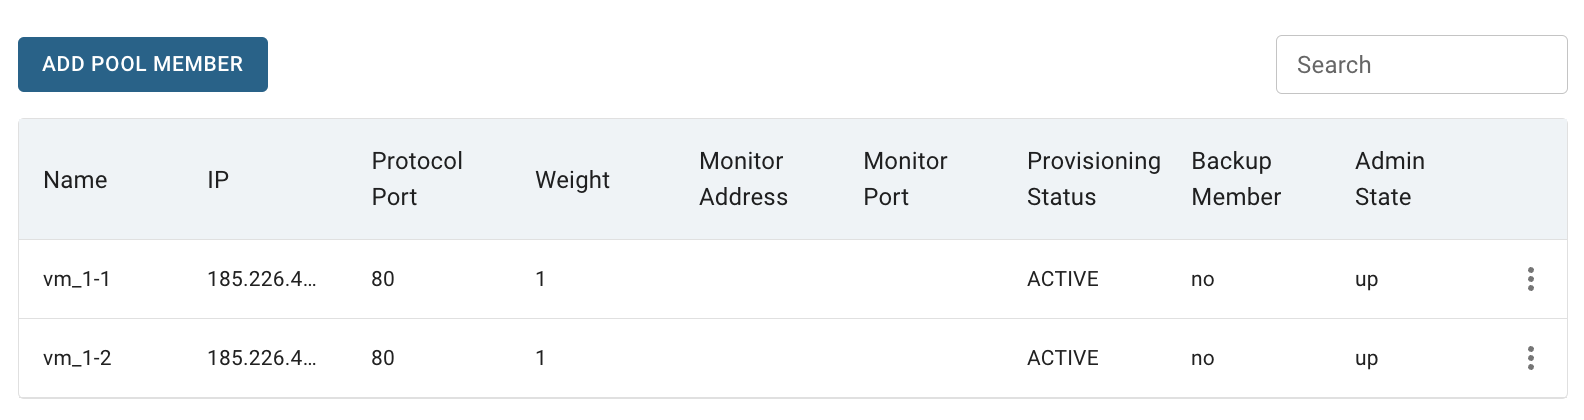 ADD POOL MEMBER
Search
Name IP Protocol Port Weight Monitor Address Monitor Port Provisioning Status Backup Member Admin State
vm_1-1 185.226.4... 80 1 ACTIVE no up
vm_1-2 185.226.4... 80 1 ACTIVE no up